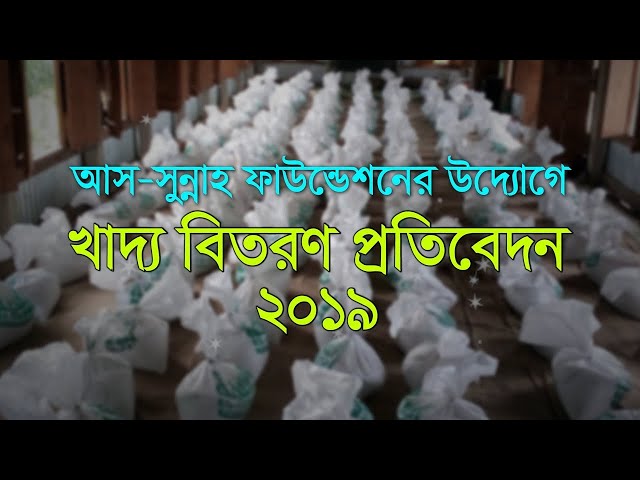 আস-সুন্নাহ ফাউন্ডেশনের উদ্যোগে
খাদ্য বিতরণ প্রতিবেদন
২০১৯